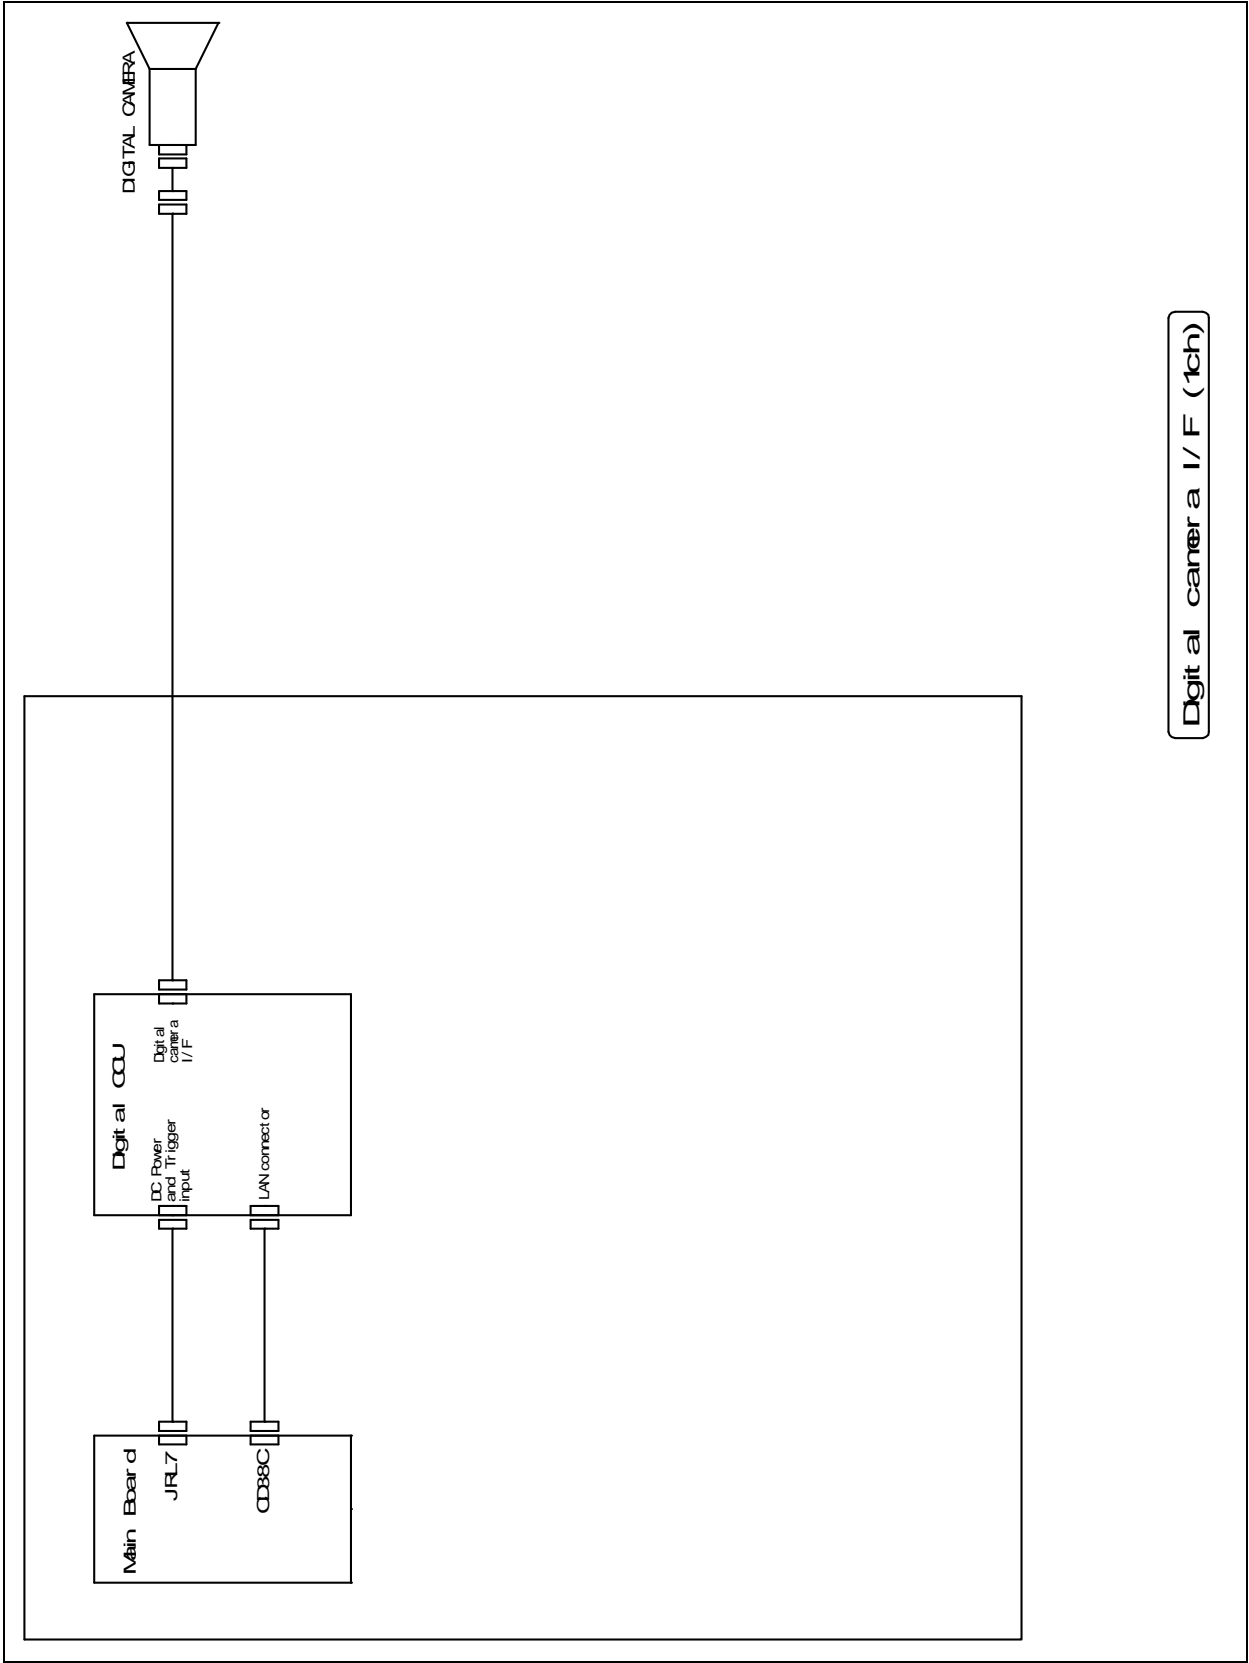 Main Board
JRL7
CD38C
Digital CCU
DC Power
and Trigger
input
LAN connector
Digital
camera
I/F
DIGITAL CAMERA
Digital camera I/F (1ch)